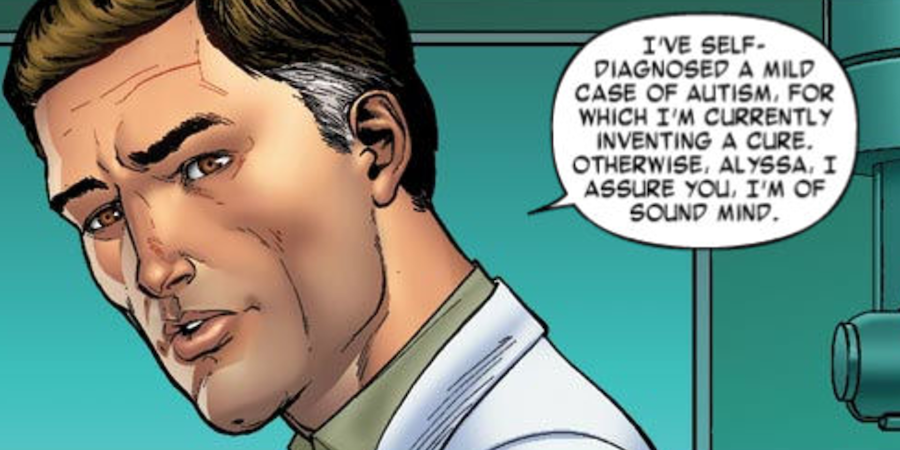 I'VE SELF-
DIAGNOSED A MILD
CASE OF AUTISM, FOR
WHICH I'M CURRENTLY
INVENTING A CURE.
OTHERWISE, ALYSSA, I
ASSURE YOU, I'M OF
SOUND MIND.